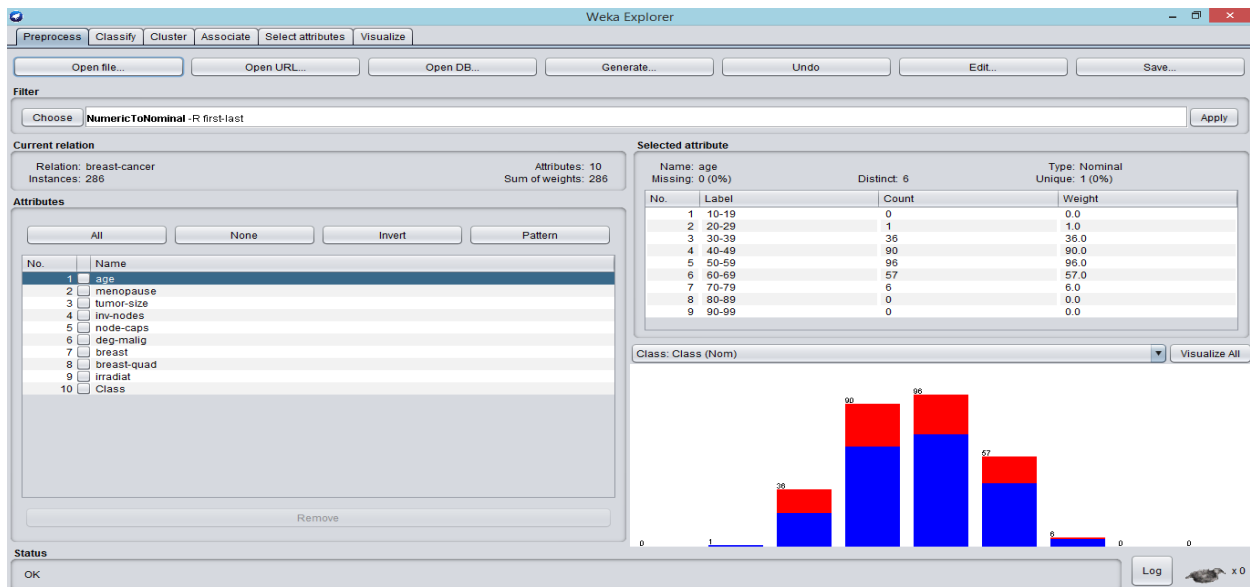 Weka Explorer
Preprocess Classify Cluster Associate Select attributes Visualize
Open file... Open URL... Open DB... Generate... Undo Edit... Save...
Filter
Choose NumericToNominal -R first-last Apply
Current relation
Relation: breast-cancer Attributes: 10
Instances: 286 Sum of weights: 286
Attributes
All None Invert Pattern
No. Name
1 age
2 menopause
3 tumor-size
4 inv-nodes
5 node-caps
6 deg-malig
7 breast
8 breast-quad
9 irradiat
10 Class
Remove
Selected attribute
Name: age Type: Nominal
Missing: 0 (0%) Distinct: 6 Unique: 1 (0%)
No. Label Count Weight
1 10-19 0 0.0
2 20-29 1 1.0
3 30-39 36 36.0
4 40-49 90 90.0
5 50-59 96 96.0
6 60-69 57 57.0
7 70-79 6 6.0
8 80-89 0 0.0
9 90-99 0 0.0
Class: Class (Nom) Visualize All
0 1 36 90 96 57 6 0 0
Status
OK Log x 0